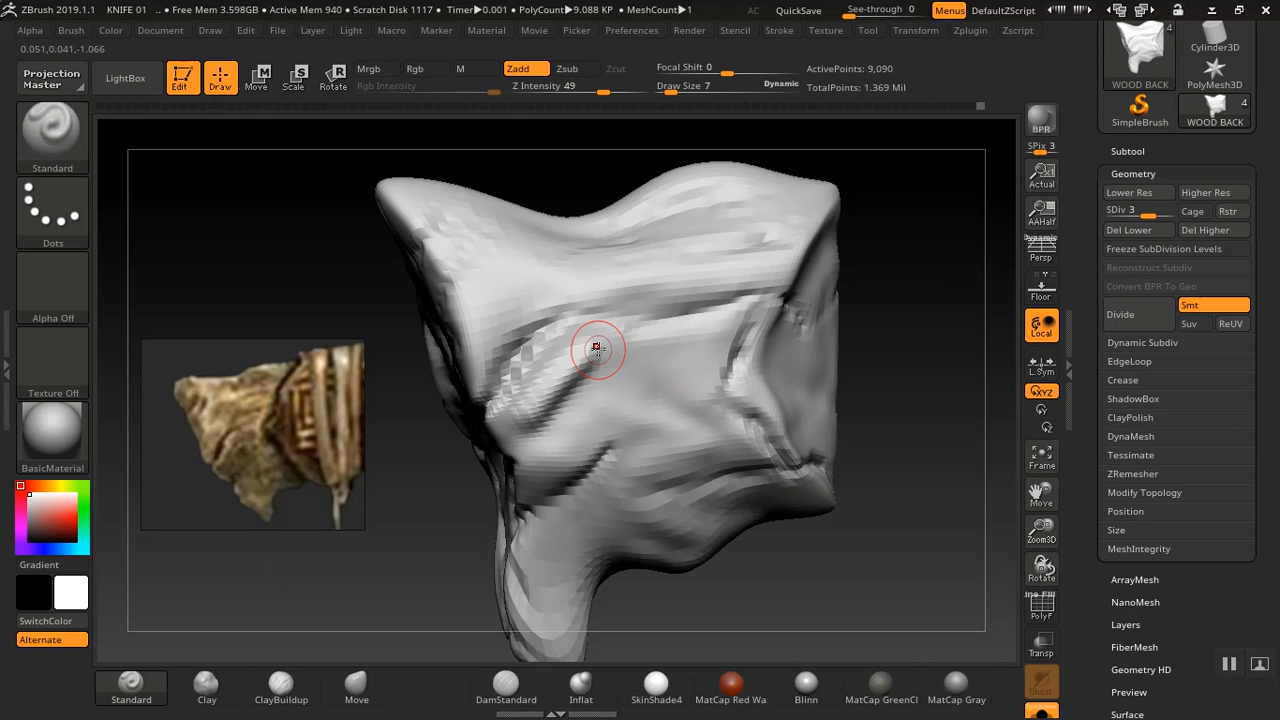 ZBrush 2019.1.1 KNIFE 01 .. • Free Mem 3.598GB • Active Mem 940 • Scratch Disk 1117 • Timer▶0.001 • PolyCount▶9.088 KP • MeshCount▶1 AC QuickSave See-through 0 Menus DefaultZScript
Alpha Brush Color Document Draw Edit File Layer Light Macro Marker Material Movie Picker Preferences Render Stencil Stroke Texture Tool Transform Zplugin Zscript
0.051,0.041,-1.066
Projection Master LightBox Edit Draw Move Scale Rotate
Mrgb Rgb M Zadd Zsub Zcut Focal Shift 0 ActivePoints: 9,090
Rgb Intensity Z Intensity 49 Draw Size 7 Dynamic TotalPoints: 1.369 Mil
Standard
Dots
Alpha Off
Texture Off
BasicMaterial
Gradient
SwitchColor
Alternate
BPR
SPix 3
Actual
AAHalf
Dynamic
Persp
Floor
Local
L.Sym
XYZ
Y
Z
Frame
Move
Zoom3D
Rotate
Line Fill
PolyF
Transp
Ghost
4 Cylinder3D
WOOD BACK PolyMesh3D
4
SimpleBrush WOOD BACK
Subtool
Geometry
Lower Res Higher Res
SDiv 3 Cage Rstr
Del Lower Del Higher
Freeze SubDivision Levels
Reconstruct Subdiv
Convert BPR To Geo
Divide Smt
Suv ReUV
Dynamic Subdiv
EdgeLoop
Crease
ShadowBox
ClayPolish
DynaMesh
Tessimate
ZRemesher
Modify Topology
Position
Size
MeshIntegrity
ArrayMesh
NanoMesh
Layers
FiberMesh
Geometry HD
Preview
Surface
Standard Clay ClayBuildup Move DamStandard Inflat SkinShade4 MatCap Red Wa Blinn MatCap GreenCl MatCap Gray